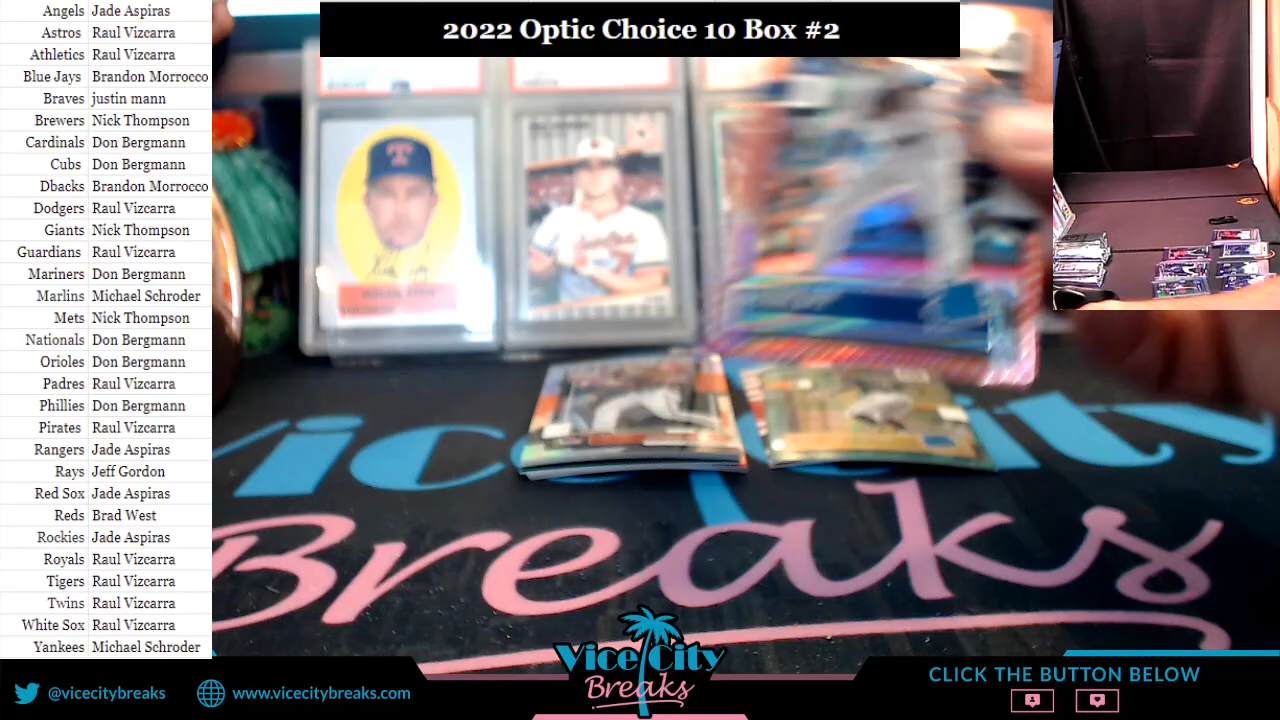 2022 Optic Choice 10 Box #2
Angels Jade Aspiras
Astros Raul Vizcarra
Athletics Raul Vizcarra
Blue Jays Brandon Morrocco
Braves justin mann
Brewers Nick Thompson
Cardinals Don Bergmann
Cubs Don Bergmann
Dbacks Brandon Morrocco
Dodgers Raul Vizcarra
Giants Nick Thompson
Guardians Raul Vizcarra
Mariners Don Bergmann
Marlins Michael Schroder
Mets Nick Thompson
Nationals Don Bergmann
Orioles Don Bergmann
Padres Raul Vizcarra
Phillies Don Bergmann
Pirates Raul Vizcarra
Rangers Jade Aspiras
Rays Jeff Gordon
Red Sox Jade Aspiras
Reds Brad West
Rockies Jade Aspiras
Royals Raul Vizcarra
Tigers Raul Vizcarra
Twins Raul Vizcarra
White Sox Raul Vizcarra
Yankees Michael Schroder
T
Vice City
Breaks
Vice City
Breaks
@vicecitybreaks
www.vicecitybreaks.com
CLICK THE BUTTON BELOW